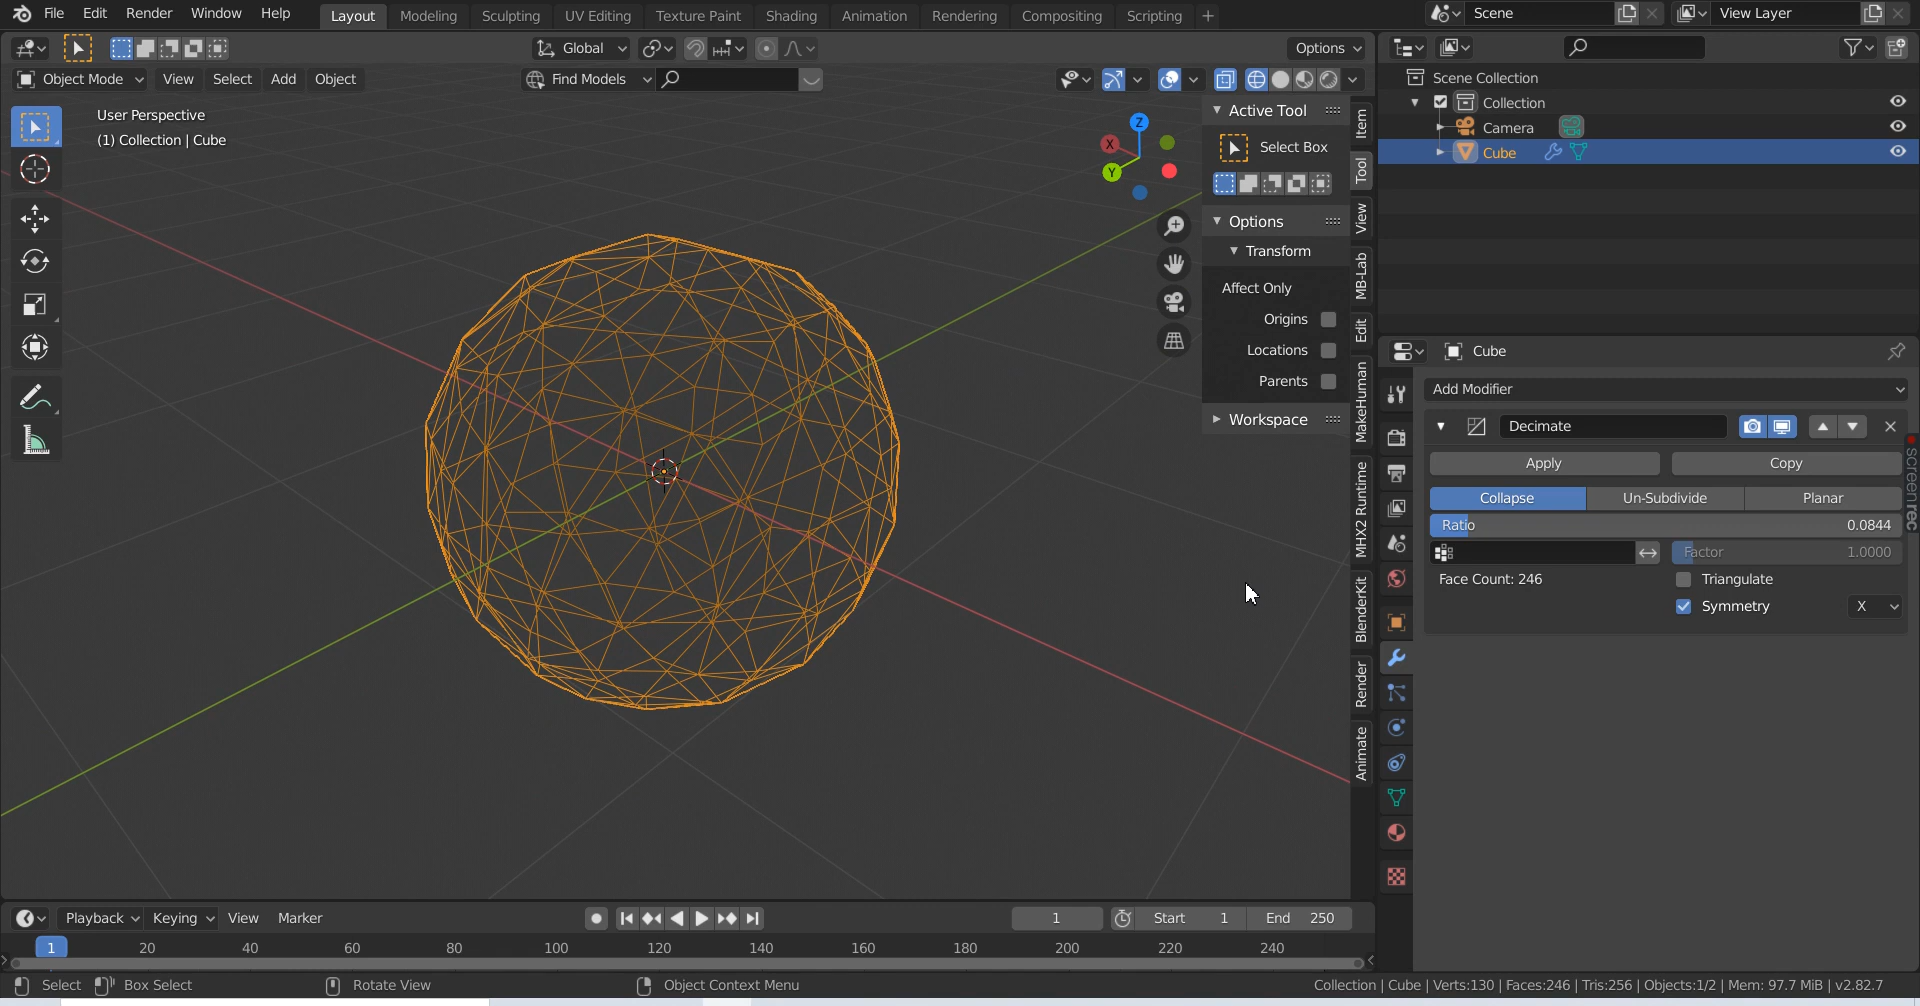 File Edit Render Window Help Layout Modeling Sculpting UV Editing Texture Paint Shading Animation Rendering Compositing Scripting + Scene View Layer
Global Options
Object Mode View Select Add Object Find Models
User Perspective
(1) Collection | Cube
Z
X
Y
Active Tool
Select Box
Options
Transform
Affect Only
Origins
Locations
Parents
Workspace
Item
Tool
View
MB-Lab
Edit
MakeHuman
MHX2 Runtime
BlenderKit
Render
Animate
Scene Collection
Collection
Camera
Cube
Cube
Add Modifier
Decimate
Apply Copy
Collapse Un-Subdivide Planar
Ratio 0.0844
Factor 1.0000
Face Count: 246 Triangulate
Symmetry X
screenrec
Playback Keying View Marker 1 Start 1 End 250
1 20 40 60 80 100 120 140 160 180 200 220 240
Select Box Select Rotate View Object Context Menu Collection | Cube | Verts:130 | Faces:246 | Tris:256 | Objects:1/2 | Mem: 97.7 MiB | v2.82.7